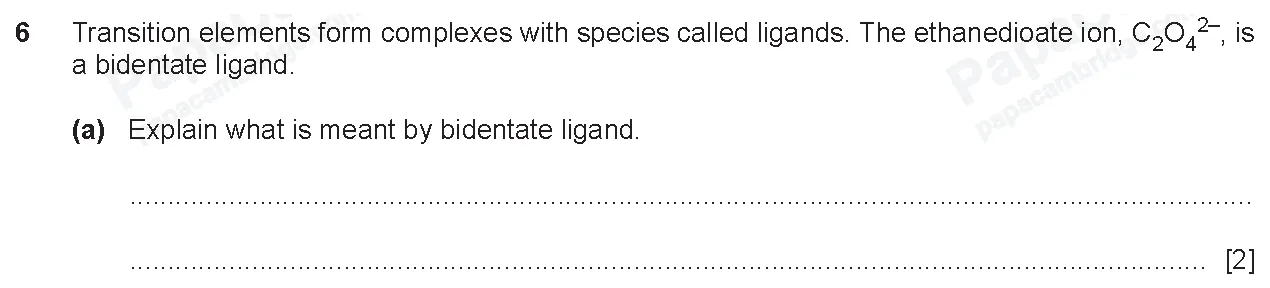 6 Transition elements form complexes with species called ligands. The ethanedioate ion, C₂O₄²⁻, is
a bidentate ligand.
(a) Explain what is meant by bidentate ligand.
[2]